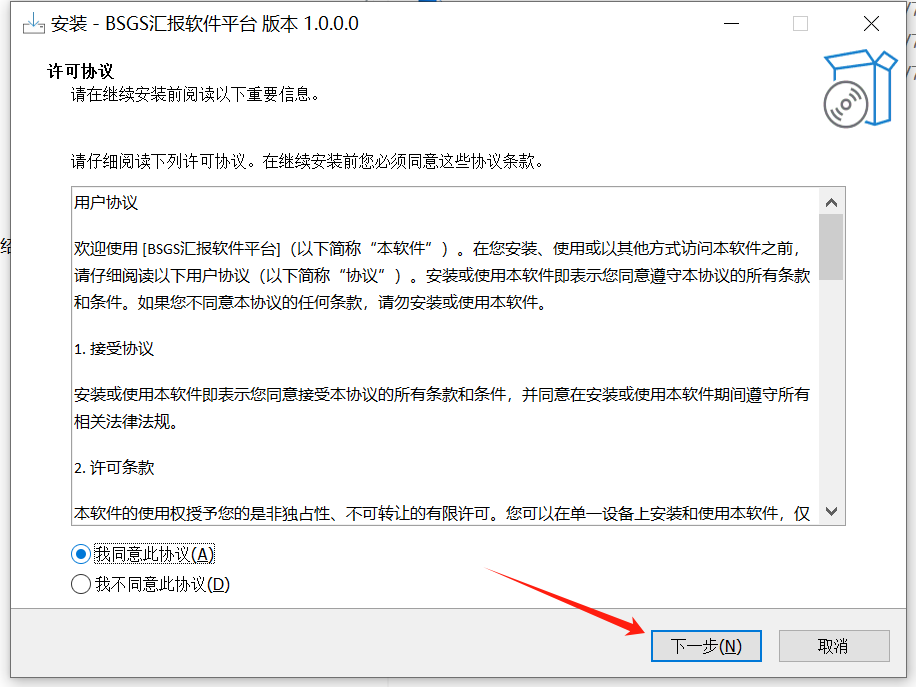 安装 - BSGS汇报软件平台 版本 1.0.0.0
许可协议
请在继续安装前阅读以下重要信息。
请仔细阅读下列许可协议。在继续安装前您必须同意这些协议条款。
用户协议
欢迎使用 [BSGS汇报软件平台]（以下简称“本软件”）。在您安装、使用或以其他方式访问本软件之前，
请仔细阅读以下用户协议（以下简称“协议”）。安装或使用本软件即表示您同意遵守本协议的所有条款
和条件。如果您不同意本协议的任何条款，请勿安装或使用本软件。
1. 接受协议
安装或使用本软件即表示您同意接受本协议的所有条款和条件，并同意在安装或使用本软件期间遵守所有
相关法律法规。
2. 许可条款
本软件的使用权授予您的是非独占性、不可转让的有限许可。您可以在单一设备上安装和使用本软件，仅
我同意此协议(A)
我不同意此协议(D)
下一步(N)
取消